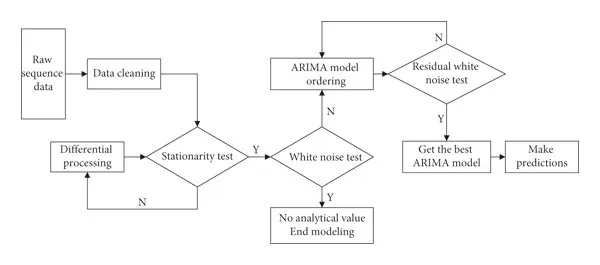 Raw
sequence
data
Data cleaning
Differential
processing
Stationarity test
Y
N
White noise test
N
Y
No analytical value
End modeling
ARIMA model
ordering
N
Residual white
noise test
Y
Get the best
ARIMA model
Make
predictions